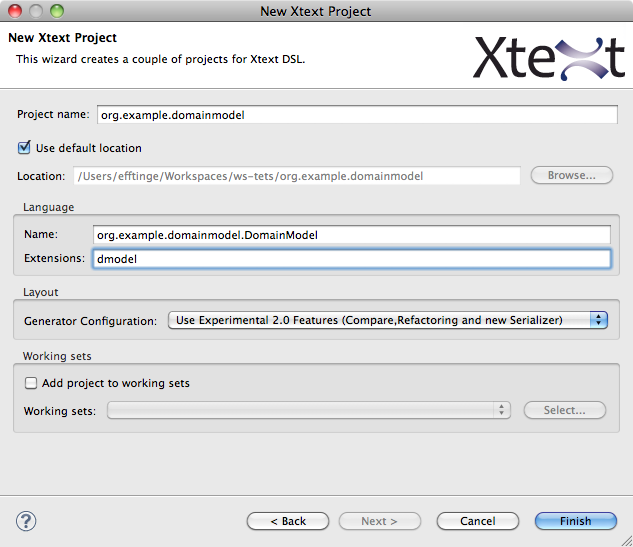 New Xtext Project
New Xtext Project
This wizard creates a couple of projects for Xtext DSL.
Xtext
Project name: org.example.domainmodel
Use default location
Location: /Users/efftinge/Workspaces/ws-tets/org.example.domainmodel Browse...
Language
Name: org.example.domainmodel.DomainModel
Extensions: dmodel
Layout
Generator Configuration: Use Experimental 2.0 Features (Compare,Refactoring and new Serializer)
Working sets
Add project to working sets
Working sets: Select...
? < Back Next > Cancel Finish